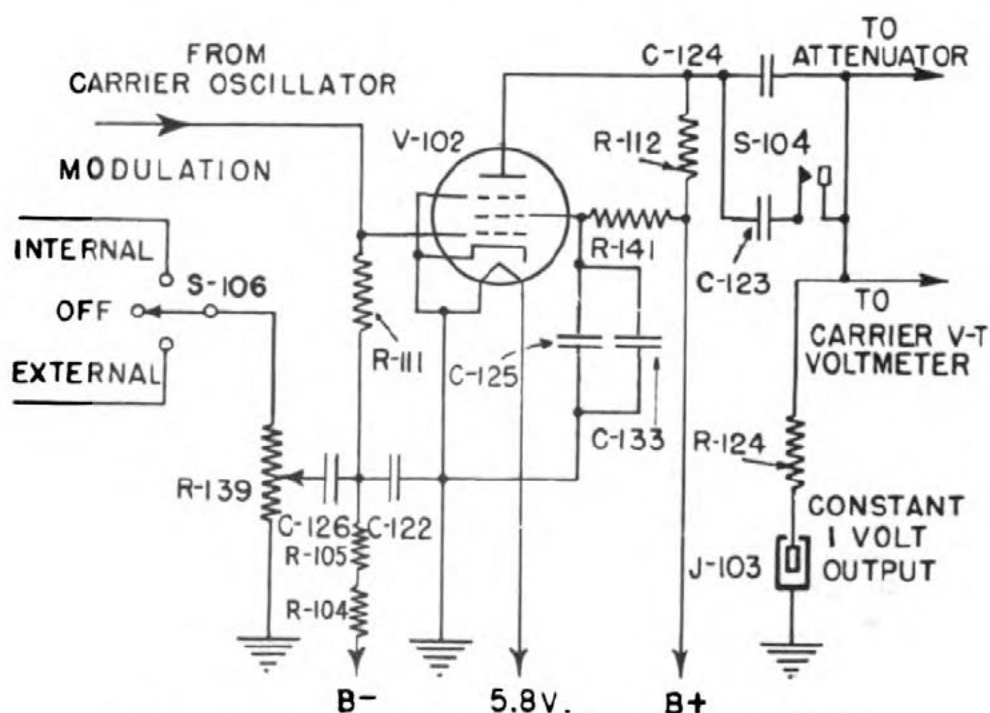 FROM
CARRIER OSCILLATOR
MODULATION
INTERNAL
OFF
S-106
EXTERNAL
V-102
R-111
R-139
C-126
C-122
R-105
R-104
B-
5.8V.
B+
C-124
TO
ATTENUATOR
R-112
S-104
R-141
C-123
C-125
C-133
TO
CARRIER V-T
VOLTMETER
R-124
CONSTANT
1 VOLT
OUTPUT
J-103